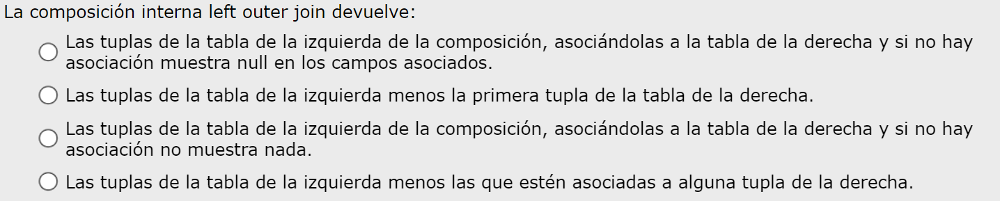 La composición interna left outer join devuelve:
Las tuplas de la tabla de la izquierda de la composición, asociándolas a la tabla de la derecha y si no hay
asociación muestra null en los campos asociados.
Las tuplas de la tabla de la izquierda menos la primera tupla de la tabla de la derecha.
Las tuplas de la tabla de la izquierda de la composición, asociándolas a la tabla de la derecha y si no hay
asociación no muestra nada.
Las tuplas de la tabla de la izquierda menos las que estén asociadas a alguna tupla de la derecha.